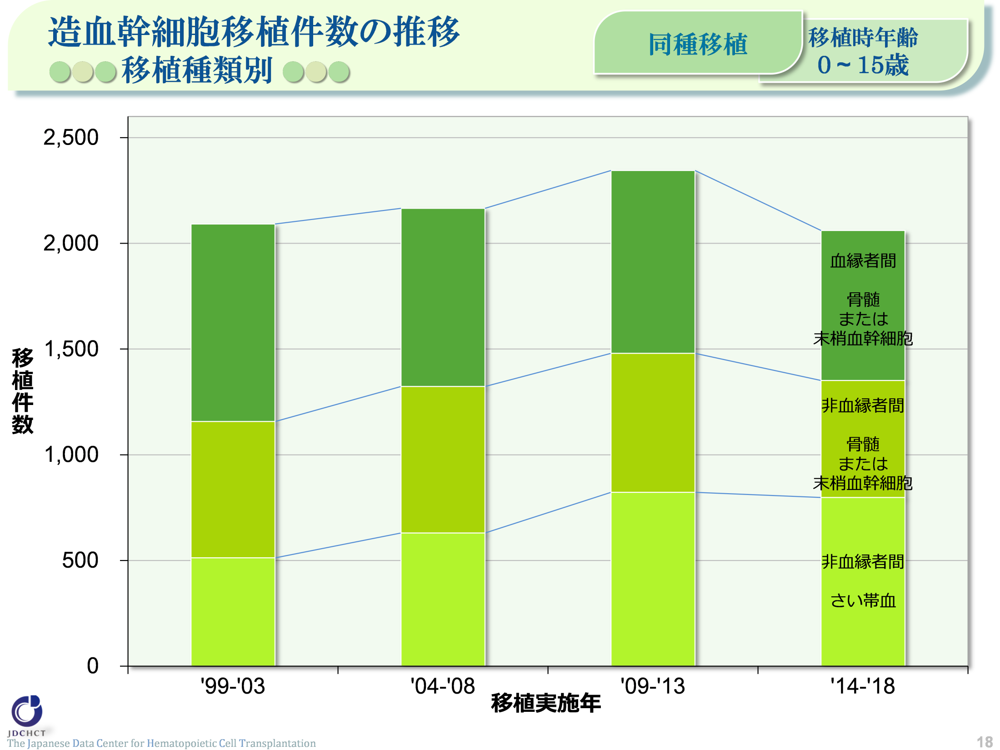 造血幹細胞移植件数の推移
移植種類別
同種移植
移植時年齢
0～15歳
2,500
2,000
1,500
1,000
500
0
移植件数
血縁者間
骨髄
または
末梢血幹細胞
非血縁者間
骨髄
または
末梢血幹細胞
非血縁者間
さい帯血
'99-'03
'04-'08
'09-'13
'14-'18
移植実施年
JDCHCT
The Japanese Data Center for Hematopoietic Cell Transplantation
18